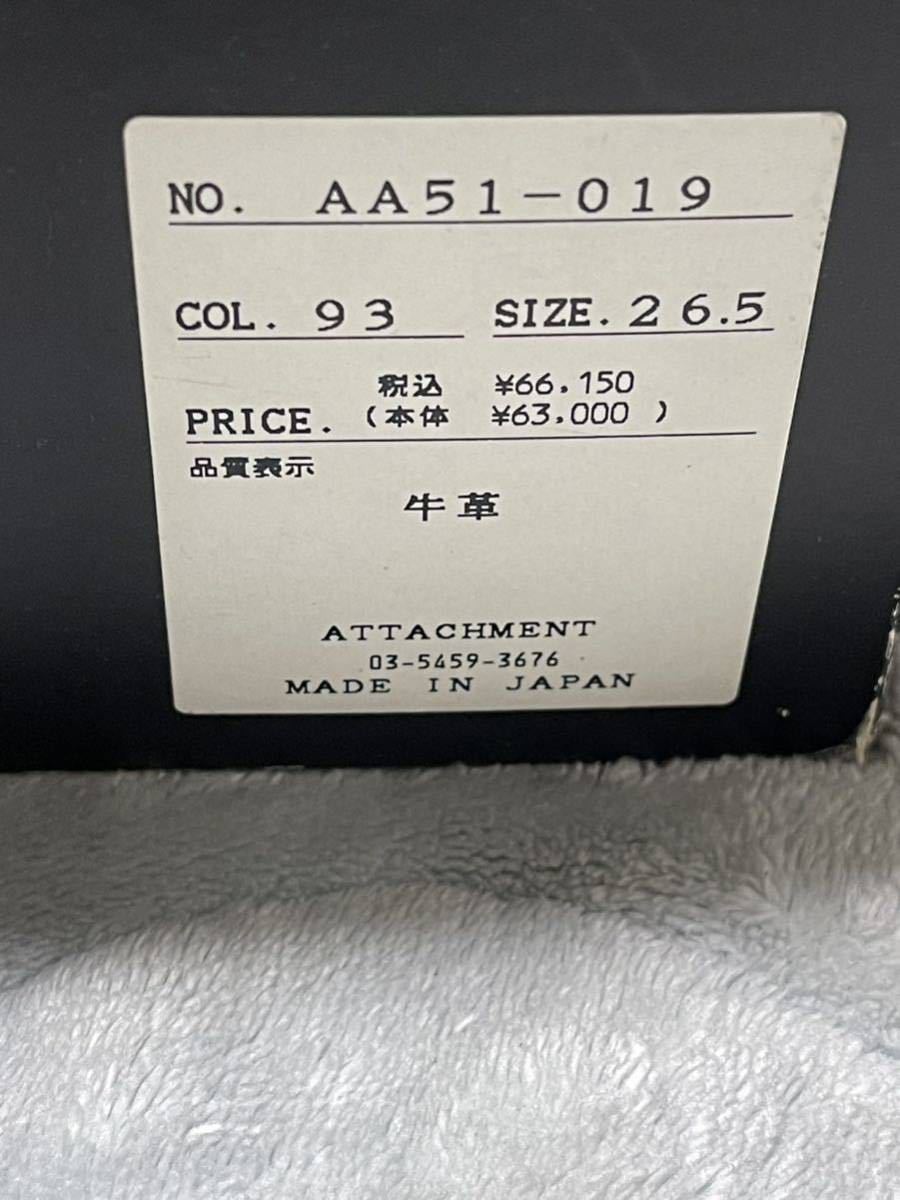 NO. AA51-019
COL. 93 SIZE. 26.5
税込 ¥66,150
PRICE. (本体 ¥63,000 )
品質表示
牛革
ATTACHMENT
03-5459-3676
MADE IN JAPAN